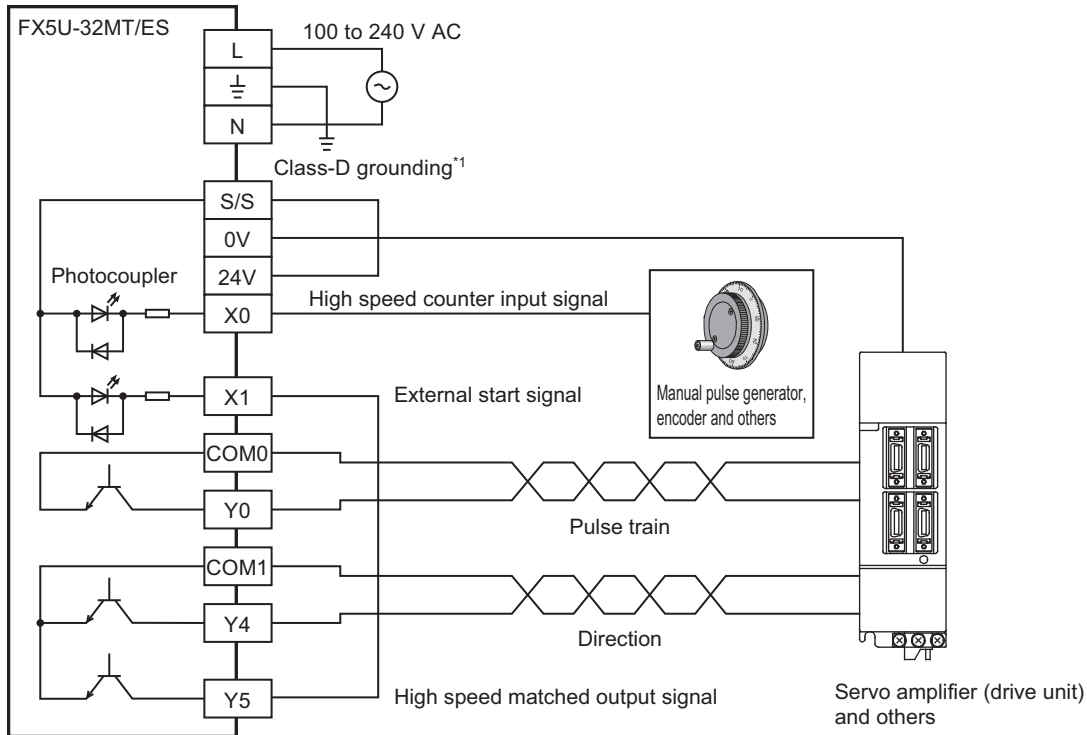 FX5U-32MT/ES
100 to 240 V AC
L
N
Class-D grounding*1
S/S
0V
24V
Photocoupler
X0
High speed counter input signal
Manual pulse generator,
encoder and others
X1
External start signal
COM0
Y0
Pulse train
COM1
Y4
Direction
Y5
High speed matched output signal
Servo amplifier (drive unit)
and others